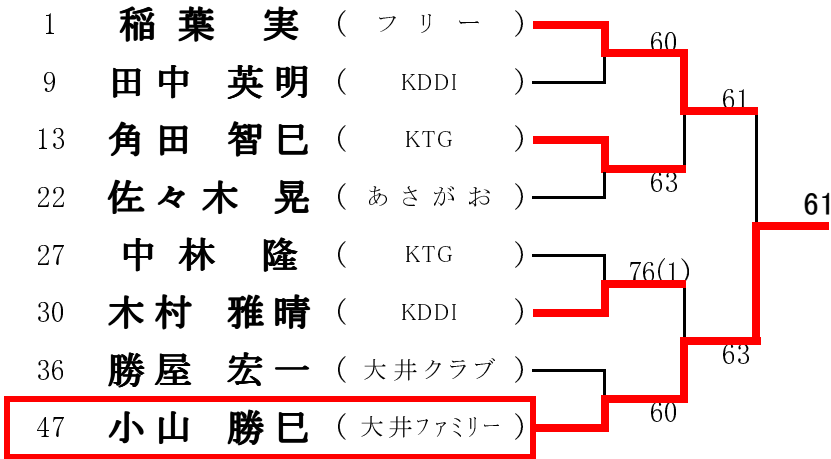 1 稲葉 実 (フリー)
60
9 田中 英明 (KDDI)
61
13 角田 智巳 (KTG)
63
22 佐々木 晃 (あさがお)
61
27 中林 隆 (KTG)
76(1)
30 木村 雅晴 (KDDI)
63
36 勝屋 宏一 (大井クラブ)
60
47 小山 勝巳 (大井ファミリー)